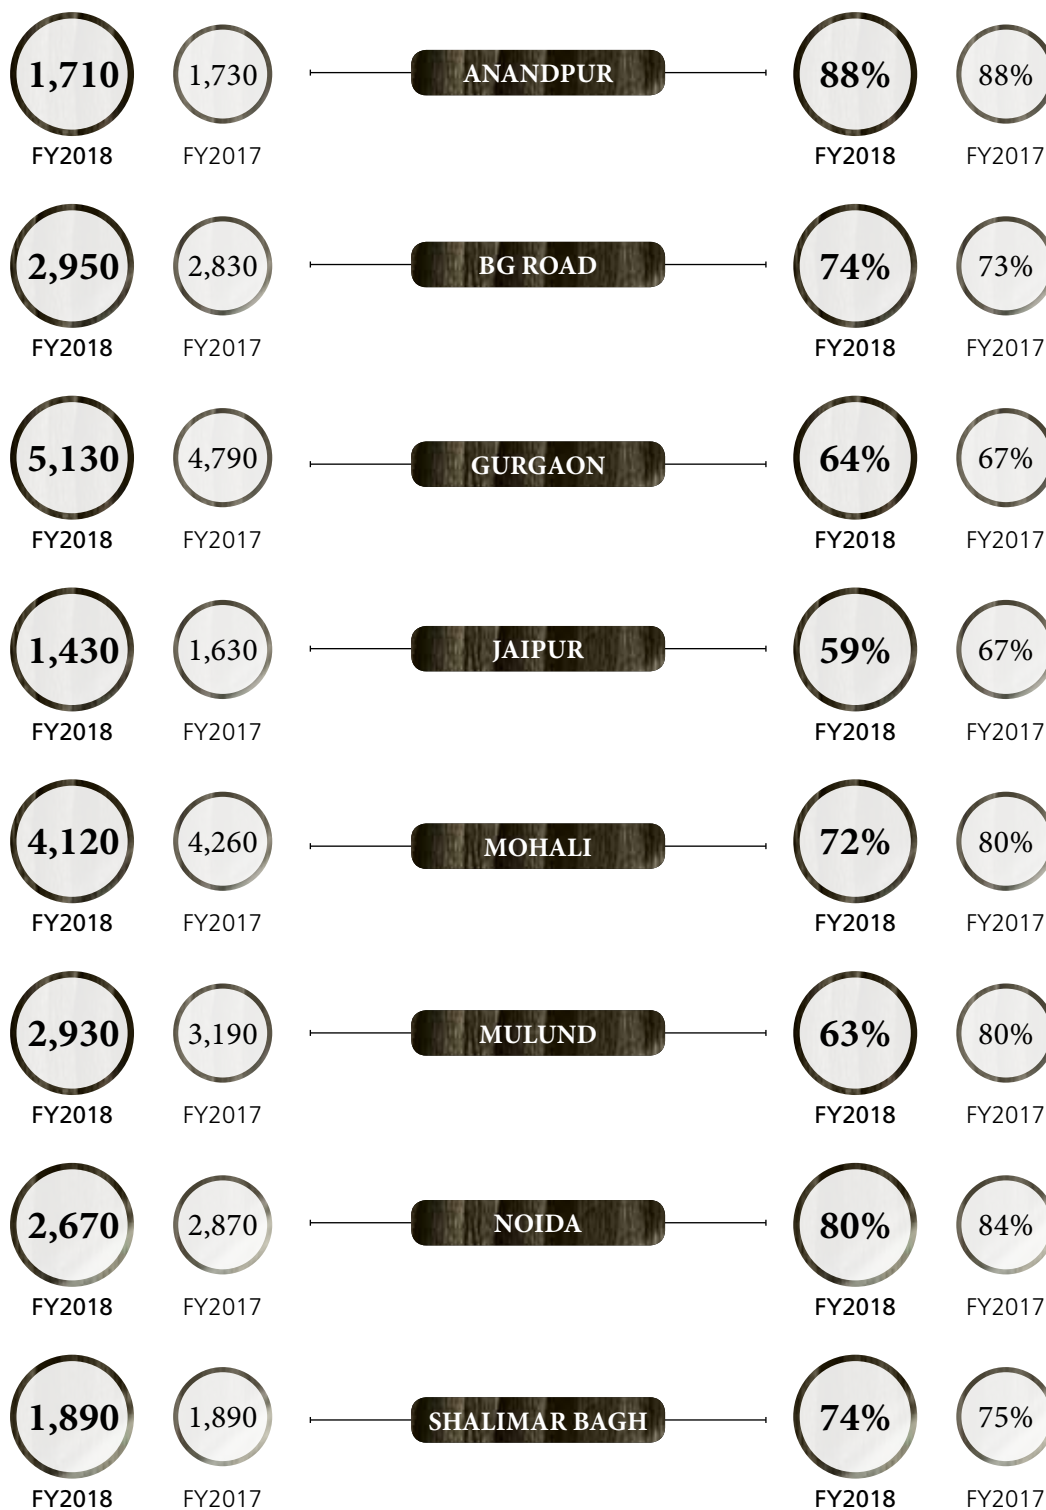 1,710 1,730 ANANDPUR 88% 88%
FY2018 FY2017 FY2018 FY2017
2,950 2,830 BG ROAD 74% 73%
FY2018 FY2017 FY2018 FY2017
5,130 4,790 GURGAON 64% 67%
FY2018 FY2017 FY2018 FY2017
1,430 1,630 JAIPUR 59% 67%
FY2018 FY2017 FY2018 FY2017
4,120 4,260 MOHALI 72% 80%
FY2018 FY2017 FY2018 FY2017
2,930 3,190 MULUND 63% 80%
FY2018 FY2017 FY2018 FY2017
2,670 2,870 NOIDA 80% 84%
FY2018 FY2017 FY2018 FY2017
1,890 1,890 SHALIMAR BAGH 74% 75%
FY2018 FY2017 FY2018 FY2017